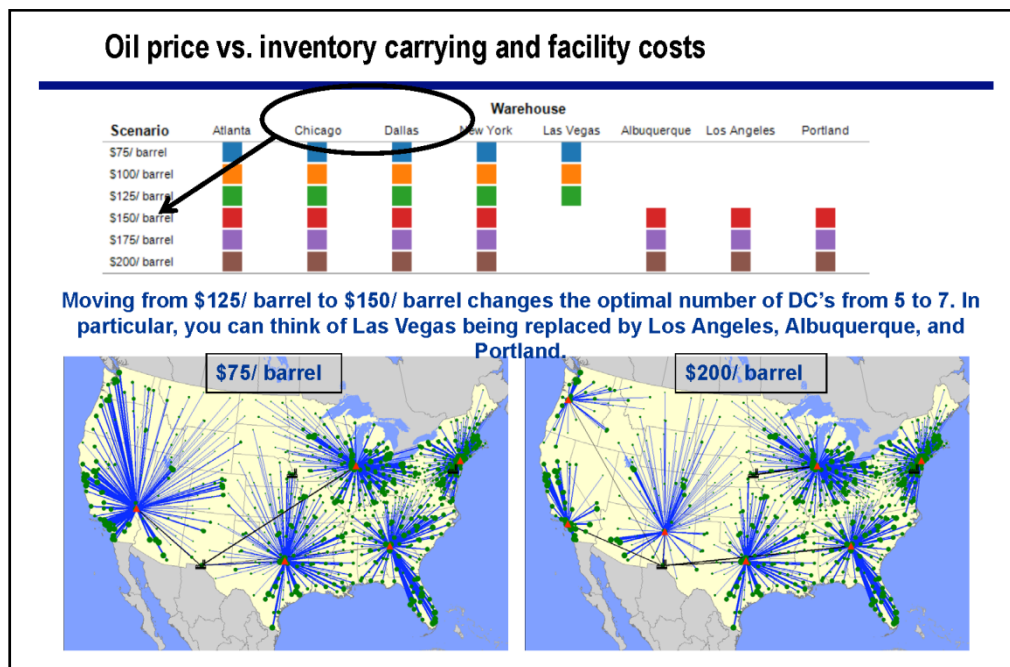 Oil price vs. inventory carrying and facility costs
Warehouse
Scenario Atlanta Chicago Dallas New York Las Vegas Albuquerque Los Angeles Portland
$75/ barrel
$100/ barrel
$125/ barrel
$150/ barrel
$175/ barrel
$200/ barrel
Moving from $125/ barrel to $150/ barrel changes the optimal number of DC's from 5 to 7. In
particular, you can think of Las Vegas being replaced by Los Angeles, Albuquerque, and
Portland.
$75/ barrel
$200/ barrel